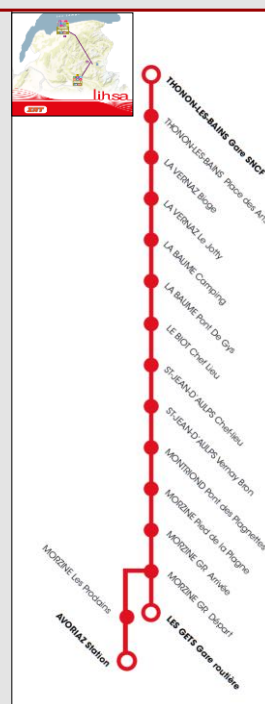 lihsa
THONON-LES-BAINS Gare SNCF
THONON-LES-BAINS Place des
LA VERNAZ Bioge
LA VERNAZ Le Jotty
LA BAUME Camping
LA BAUME Pont De Gys
LE BIOT Chef Lieu
ST-JEAN-D'AULPS Chef-lieu
ST-JEAN-D'AULPS Vernay Bron
MONTRIOND Pont des Plagnettes
MORZINE Pied de la Plagne
MORZINE GR. Arrivée
MORZINE GR. Départ
LES GETS Gare routière
MORZINE Les Prodains
AVORIAZ Station